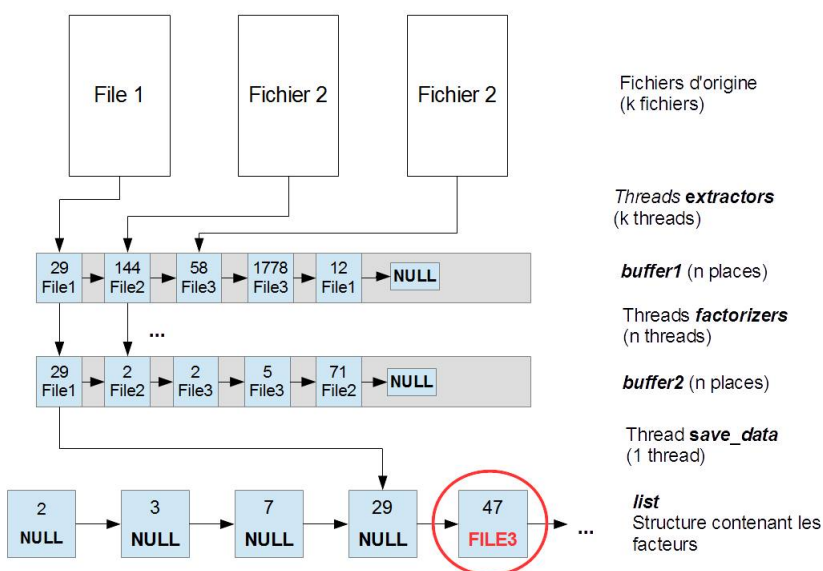 File 1
Fichier 2
Fichier 2
Fichiers d'origine
(k fichiers)
Threads extractors
(k threads)
29
File1
144
File2
58
File3
1778
File3
12
File1
NULL
buffer1 (n places)
...
Threads factorizers
(n threads)
29
File1
2
File2
2
File3
5
File3
71
File2
NULL
buffer2 (n places)
Thread save_data
(1 thread)
2
NULL
3
NULL
7
NULL
29
NULL
47
FILE3
...
list
Structure contenant les
facteurs